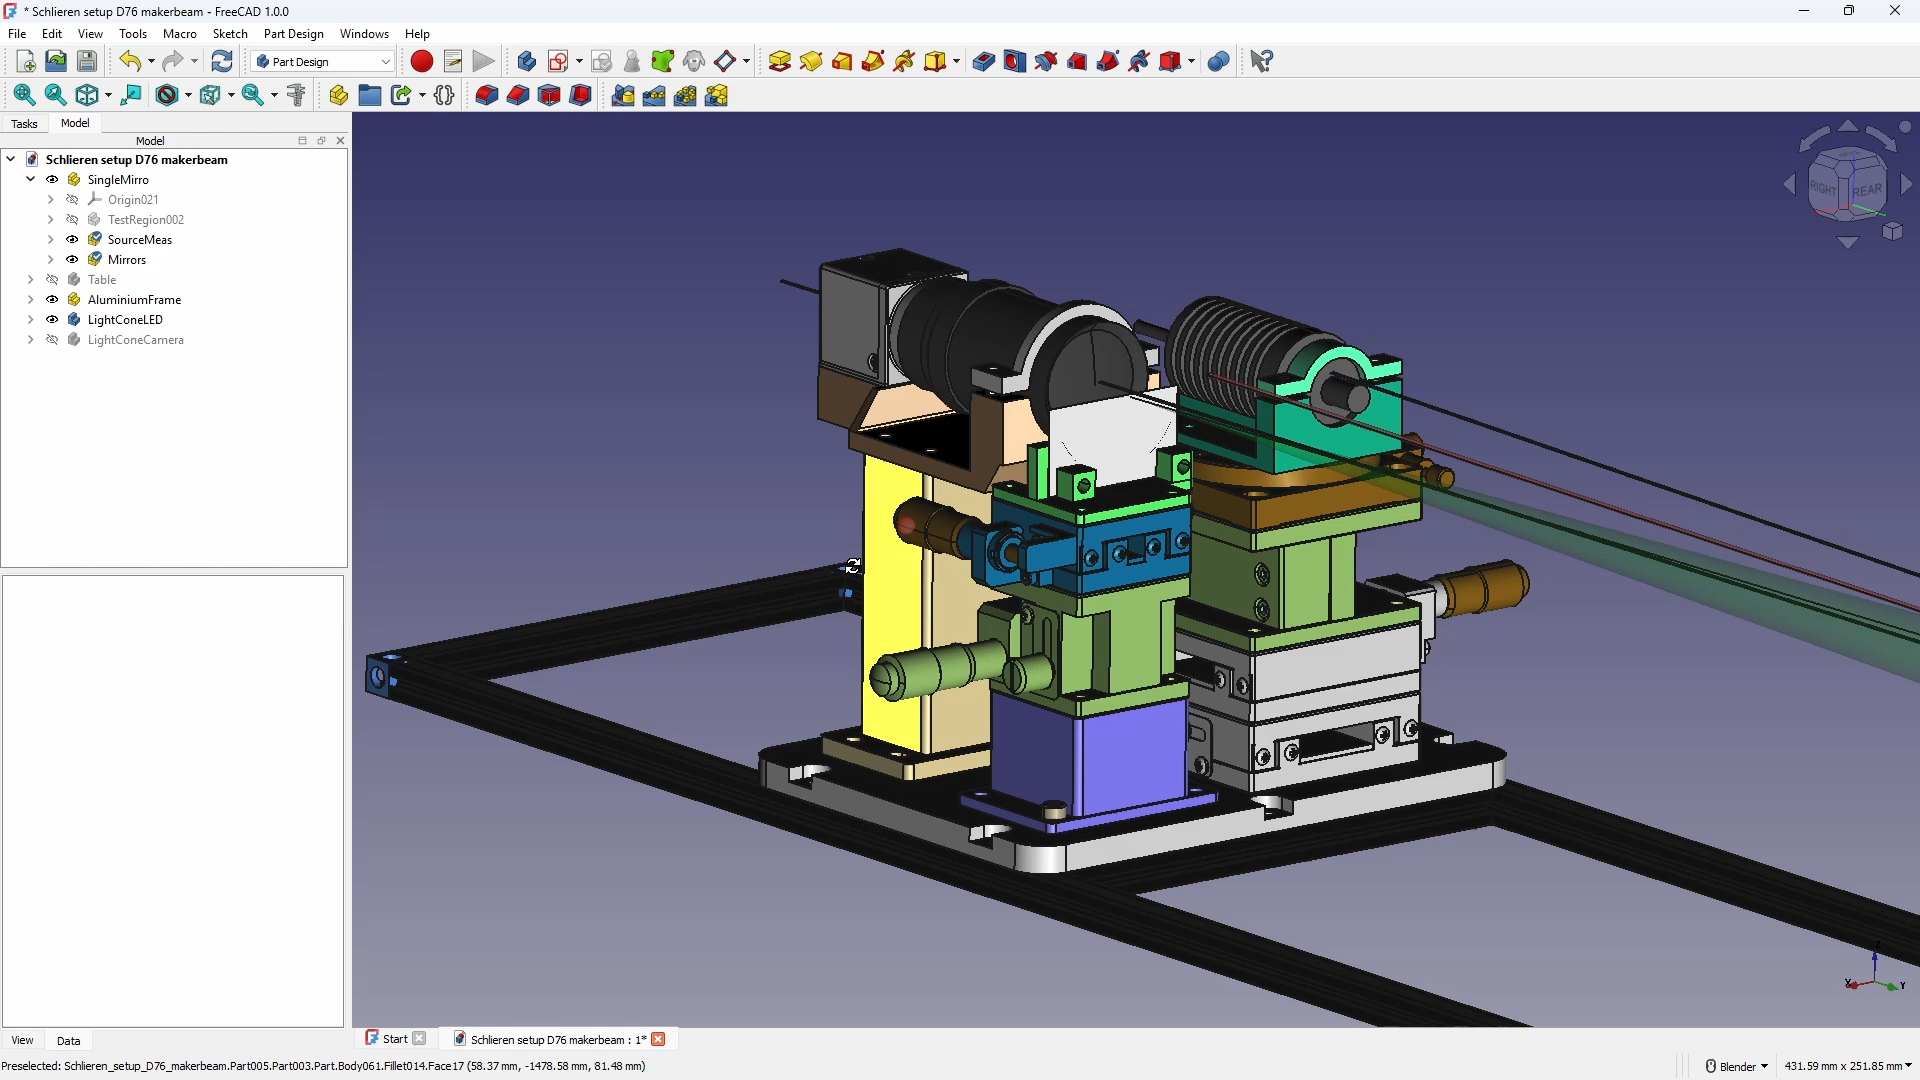 * Schlieren setup D76 makerbeam - FreeCAD 1.0.0
File Edit View Tools Macro Sketch Part Design Windows Help
Part Design
Tasks Model
Model
Schlieren setup D76 makerbeam
SingleMirro
Origin021
TestRegion002
SourceMeas
Mirrors
Table
AluminiumFrame
LightConeLED
LightConeCamera
RIGHT REAR
X Y
View Data
Start
Schlieren setup D76 makerbeam : 1*
Preselected: Schlieren_setup_D76_makerbeam.Part005.Part003.Part.Body061.Fillet014.Face17 (58.37 mm, -1478.58 mm, 81.48 mm)
Blender
431.59 mm x 251.85 mm